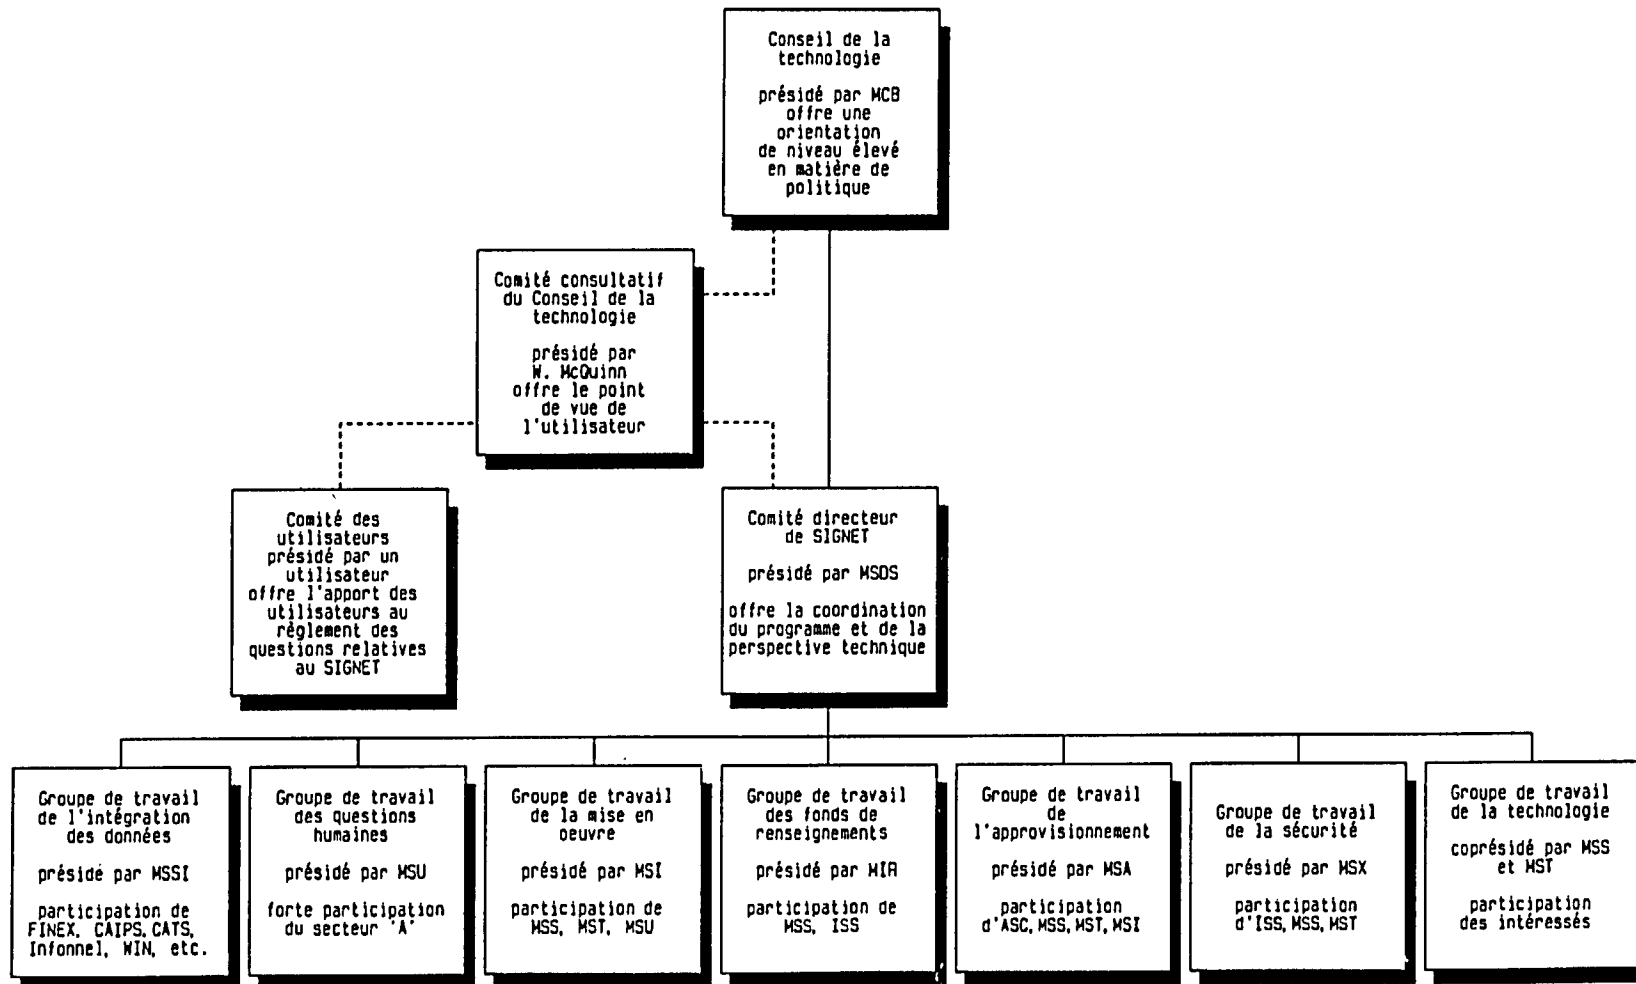 Conseil de la
technologie
présidé par MCB
offre une
orientation
de niveau élevé
en matière de
politique
Comité consultatif
du Conseil de la
technologie
présidé par
W. McQuinn
offre le point
de vue de
l'utilisateur
Comité des
utilisateurs
présidé par un
utilisateur
offre l'apport des
utilisateurs au
règlement des
questions relatives
au SIGNET
Comité directeur
de SIGNET
présidé par MSDS
offre la coordination
du programme et de la
perspective technique
Groupe de travail
de l'intégration
des données
présidé par MSSI
participation de
FINEX, CAIPS, CATS,
Infonnel, WIN, etc.
Groupe de travail
des questions
humaines
présidé par MSU
forte participation
du secteur 'A'
Groupe de travail
de la mise en
oeuvre
présidé par MSI
participation de
MSS, MST, MSU
Groupe de travail
des fonds de
renseignements
présidé par MIA
participation de
MSS, ISS
Groupe de travail
de
l'approvisionnement
présidé par MSA
participation
d'ASC, MSS, MST, MSI
Groupe de travail
de la sécurité
présidé par MSX
participation
d'ISS, MSS, MST
Groupe de travail
de la technologie
coprésidé par MSS
et MST
participation
des intéressés